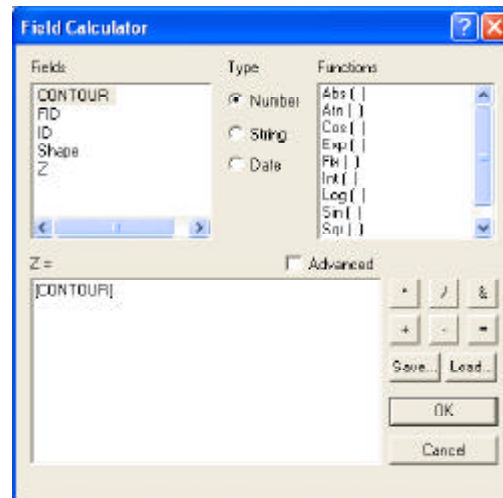 Field Calculator
Fields
CONTOUR
FID
ID
Shape
Z
Type
Number
String
Date
Functions
Abs ( )
Atn ( )
Cos ( )
Exp ( )
Fix ( )
Int ( )
Log ( )
Sin ( )
Sqr ( )
Z =
Advanced
[CONTOUR]
* / &
+ - =
Save... Load...
OK
Cancel